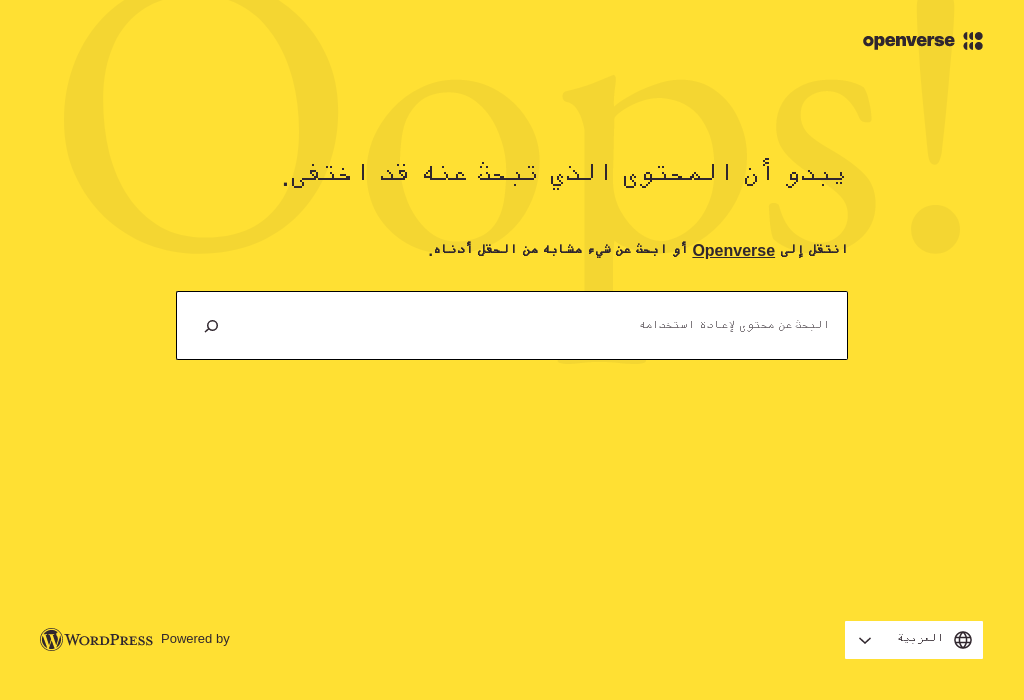 openverse
Oops!
يبدو أن المحتوى الذي تبحث عنه قد اختفى.
انتقل إلى Openverse أو ابحث عن شيء مشابه من الحقل أدناه.
البحث عن محتوى لإعادة استخدامه
العربية
Powered by WORDPRESS